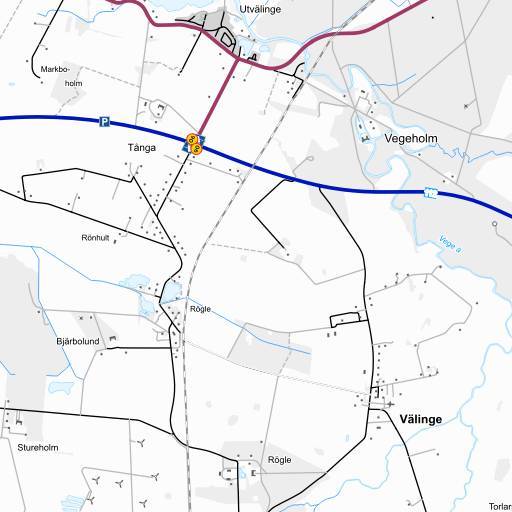 Utvälinge
Markbo-
holm
P
Vegeholm
Tånga
Rönhult
Vege å
Rögle
Bjärbolund
Välinge
Stureholm
Rögle
Torlar